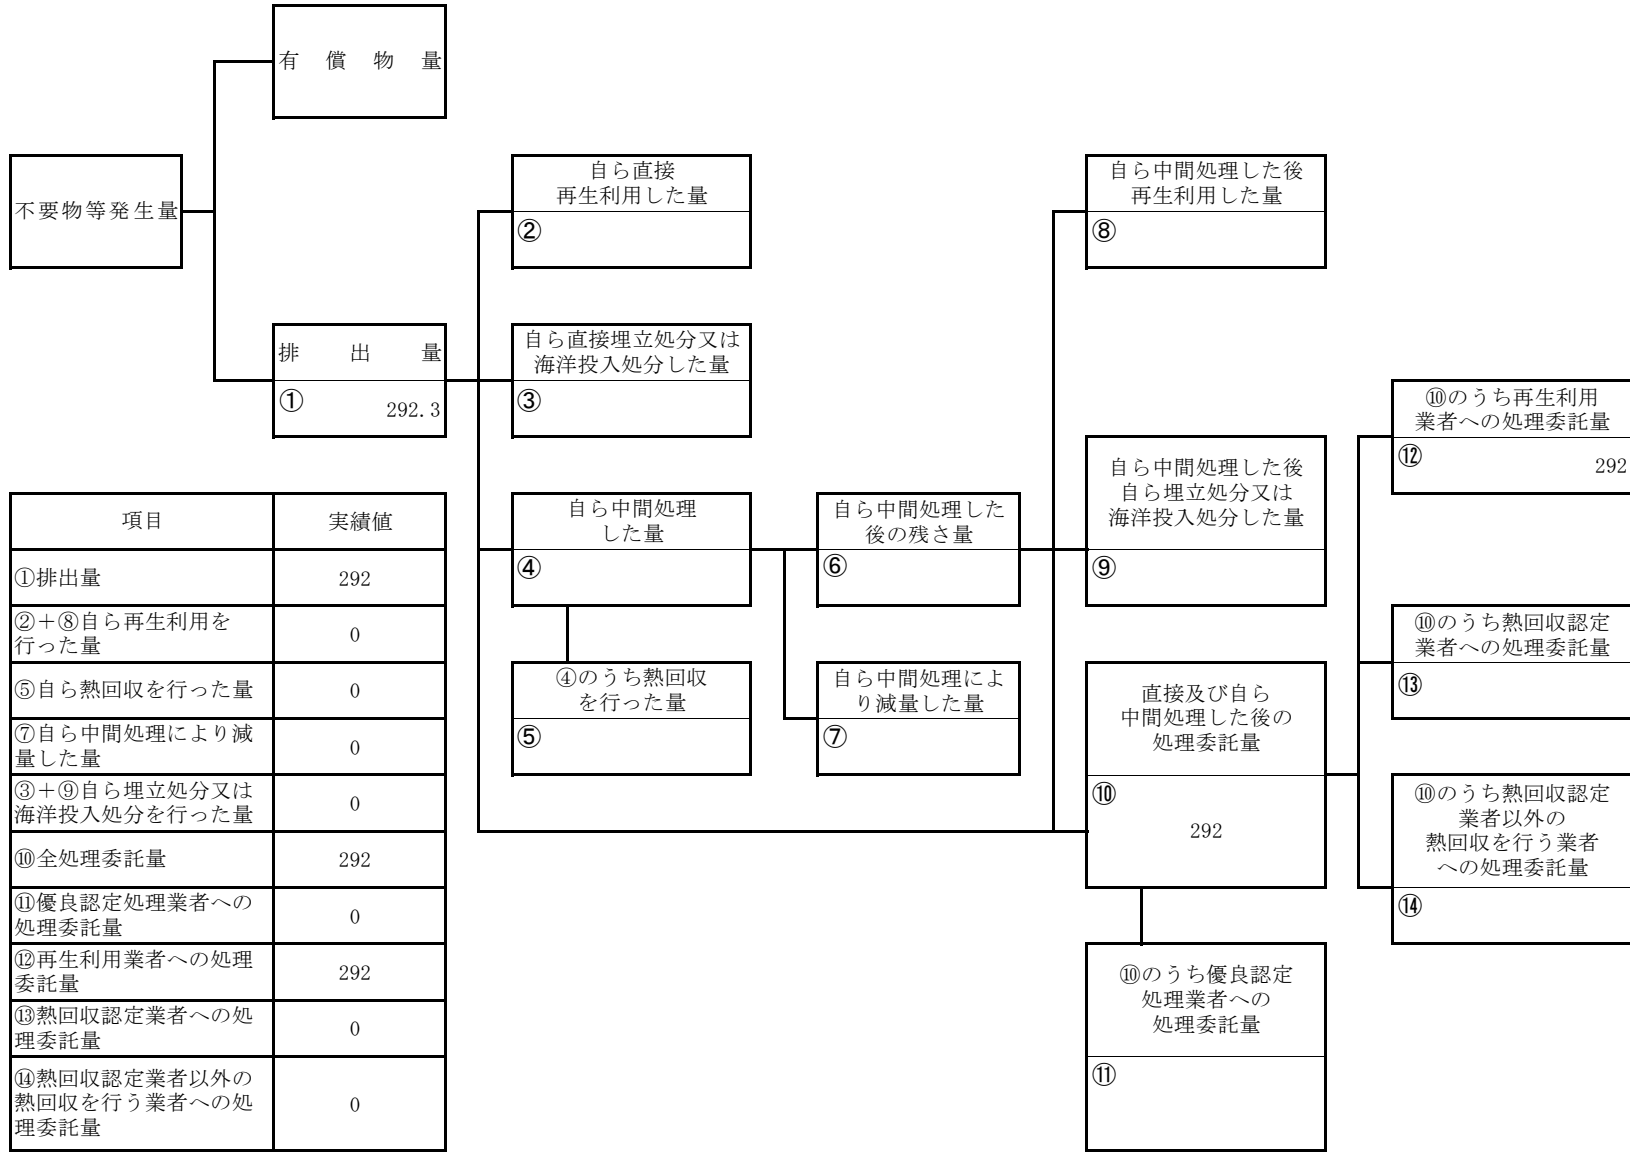 有償物量
不要物等発生量
排出量
①
292.3
自ら直接
再生利用した量
②
自ら直接埋立処分又は
海洋投入処分した量
③
自ら中間処理
した量
④
④のうち熱回収
を行った量
⑤
自ら中間処理した
後の残さ量
⑥
自ら中間処理によ
り減量した量
⑦
自ら中間処理した後
再生利用した量
⑧
自ら中間処理した後
自ら埋立処分又は
海洋投入処分した量
⑨
直接及び自ら
中間処理した後の
処理委託量
⑩
292
⑩のうち優良認定
処理業者への
処理委託量
⑪
⑩のうち再生利用
業者への処理委託量
⑫
292
⑩のうち熱回収認定
業者への処理委託量
⑬
⑩のうち熱回収認定
業者以外の
熱回収を行う業者
への処理委託量
⑭
項目 実績値
①排出量 292
②+⑧自ら再生利用を
行った量 0
⑤自ら熱回収を行った量 0
⑦自ら中間処理により減
量した量 0
③+⑨自ら埋立処分又は
海洋投入処分を行った量 0
⑩全処理委託量 292
⑪優良認定処理業者への
処理委託量 0
⑫再生利用業者への処理
委託量 292
⑬熱回収認定業者への処
理委託量 0
⑭熱回収認定業者以外の
熱回収を行う業者への処
理委託量 0